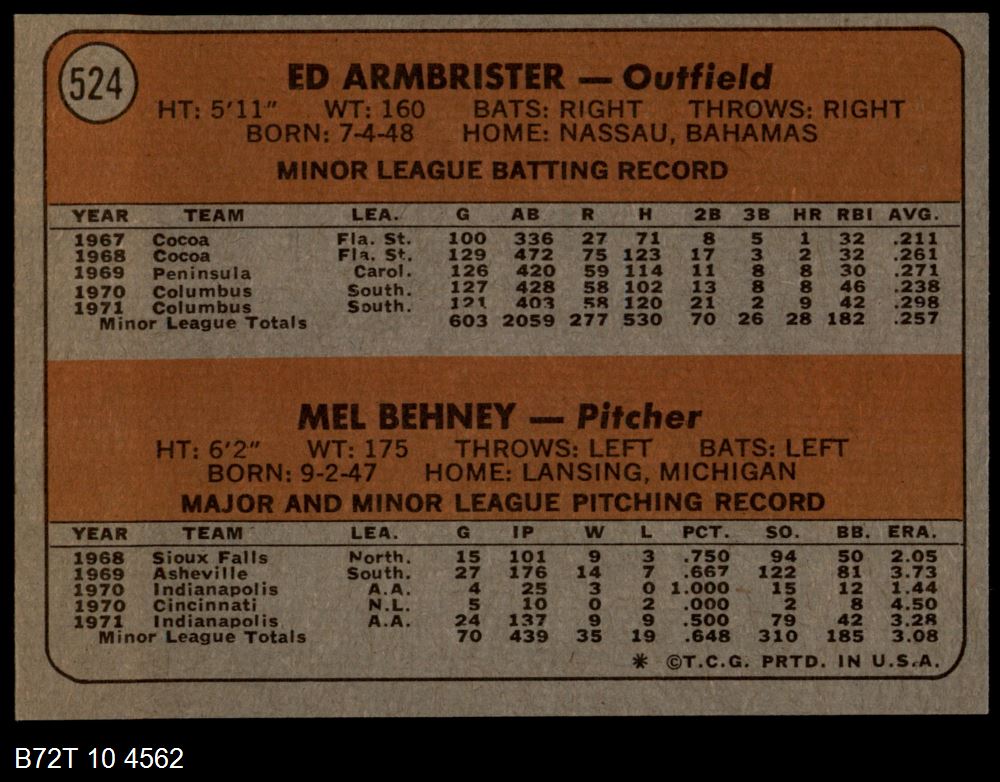 524
ED ARMBRISTER — Outfield
HT: 5'11" WT: 160 BATS: RIGHT THROWS: RIGHT
BORN: 7-4-48 HOME: NASSAU, BAHAMAS
MINOR LEAGUE BATTING RECORD
YEAR TEAM LEA. G AB R H 2B 3B HR RBI AVG.
1967 Cocoa Fla. St. 100 336 27 71 8 5 1 32 .211
1968 Cocoa Fla. St. 129 472 75 123 17 3 2 32 .261
1969 Peninsula Carol. 126 420 59 114 11 8 8 30 .271
1970 Columbus South. 127 428 58 102 13 8 8 46 .238
1971 Columbus South. 121 403 58 120 21 2 9 42 .298
Minor League Totals 603 2059 277 530 70 26 28 182 .257
MEL BEHNEY — Pitcher
HT: 6'2" WT: 175 THROWS: LEFT BATS: LEFT
BORN: 9-2-47 HOME: LANSING, MICHIGAN
MAJOR AND MINOR LEAGUE PITCHING RECORD
YEAR TEAM LEA. G IP W L PCT. SO. BB. ERA.
1968 Sioux Falls North. 15 101 9 3 .750 94 50 2.05
1969 Asheville South. 27 176 14 7 .667 122 81 3.73
1970 Indianapolis A.A. 4 25 3 0 1.000 15 12 1.44
1970 Cincinnati N.L. 5 10 0 2 .000 2 8 4.50
1971 Indianapolis A.A. 24 137 9 9 .500 79 42 3.28
Minor League Totals 70 439 35 19 .648 310 185 3.08
* ©T.C.G. PRTD. IN U.S.A.
B72T 10 4562